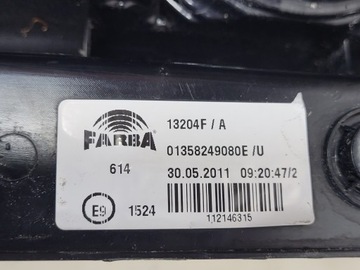 FARBA
13204F / A
01358249080E /U
614
30.05.2011 09:20:47/2
E9 1524
112146315